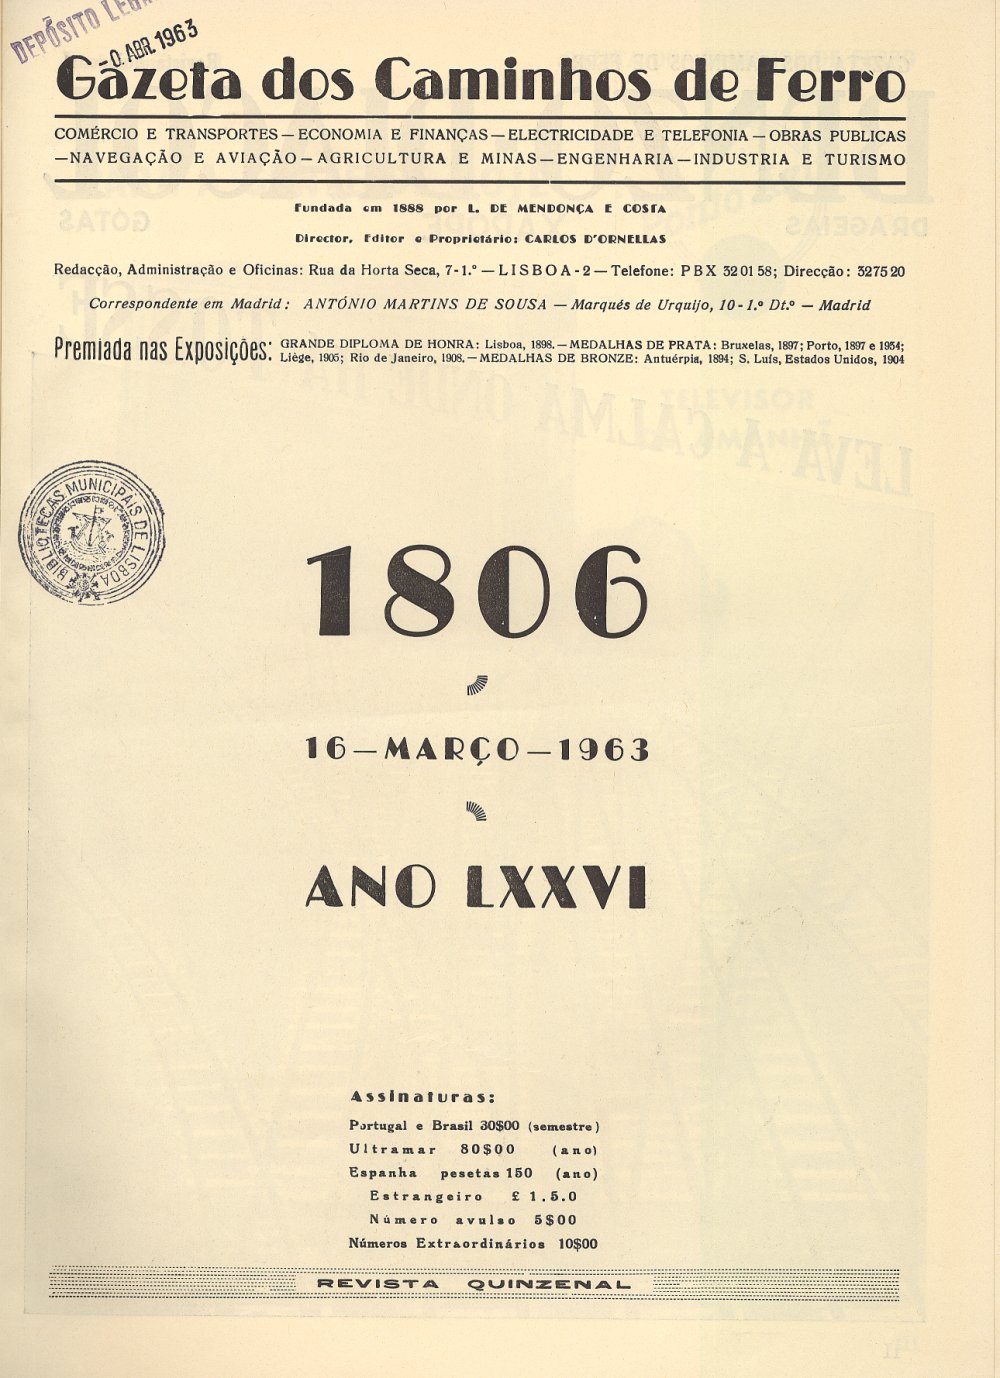 DEPÓSITO LEGAL
-0. ABR. 1963
Gazeta dos Caminhos de Ferro
COMÉRCIO E TRANSPORTES — ECONOMIA E FINANÇAS — ELECTRICIDADE E TELEFONIA — OBRAS PUBLICAS
— NAVEGAÇÃO E AVIAÇÃO — AGRICULTURA E MINAS — ENGENHARIA — INDUSTRIA E TURISMO
Fundada em 1888 por L. DE MENDONÇA E COSTA
Director, Editor e Proprietário: CARLOS D'ORNELLAS
Redacção, Administração e Oficinas: Rua da Horta Seca, 7-1.º — LISBOA-2 — Telefone: PBX 320158; Direcção: 327520
Correspondente em Madrid: ANTÓNIO MARTINS DE SOUSA — Marqués de Urquijo, 10-1.º Dt.º — Madrid
Premiada nas Exposições: GRANDE DIPLOMA DE HONRA: Lisboa, 1898. — MEDALHAS DE PRATA: Bruxelas, 1897; Porto, 1897 e 1954;
Liège, 1905; Rio de Janeiro, 1908. — MEDALHAS DE BRONZE: Antuérpia, 1894; S. Luís, Estados Unidos, 1904
BIBLIOTECAS MUNICIPAIS DE LISBOA
1806
16 — MARÇO — 1963
ANO LXXVI
Assinaturas:
Portugal e Brasil 30$00 (semestre)
Ultramar 80$00 (ano)
Espanha pesetas 150 (ano)
Estrangeiro £ 1.5.0
Número avulso 5$00
Números Extraordinários 10$00
REVISTA QUINZENAL